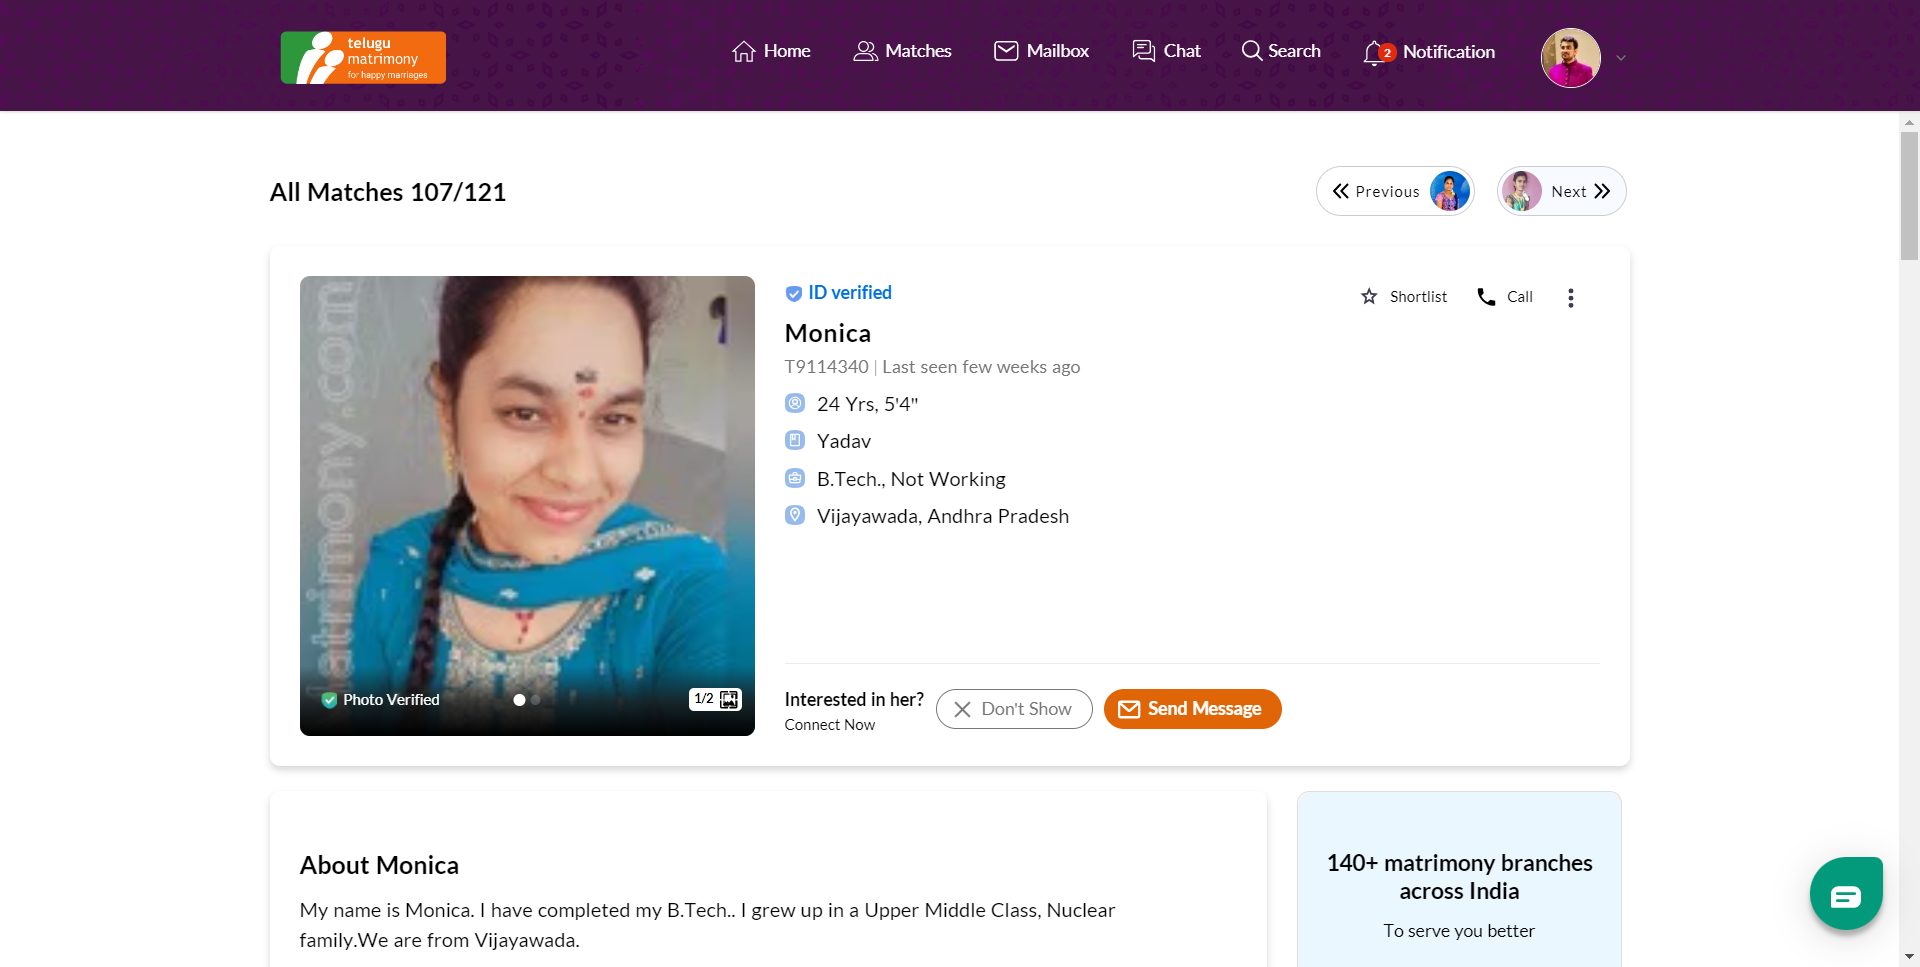 telugu
matrimony
for happy marriages
Home
Matches
Mailbox
Chat
Search
2
Notification
All Matches 107/121
Previous
Next
atrimony.com
Photo Verified
1/2
ID verified
Shortlist
Call
Monica
T9114340 | Last seen few weeks ago
24 Yrs, 5'4"
Yadav
B.Tech., Not Working
Vijayawada, Andhra Pradesh
Interested in her?
Connect Now
Don't Show
Send Message
About Monica
My name is Monica. I have completed my B.Tech.. I grew up in a Upper Middle Class, Nuclear
family.We are from Vijayawada.
140+ matrimony branches
across India
To serve you better